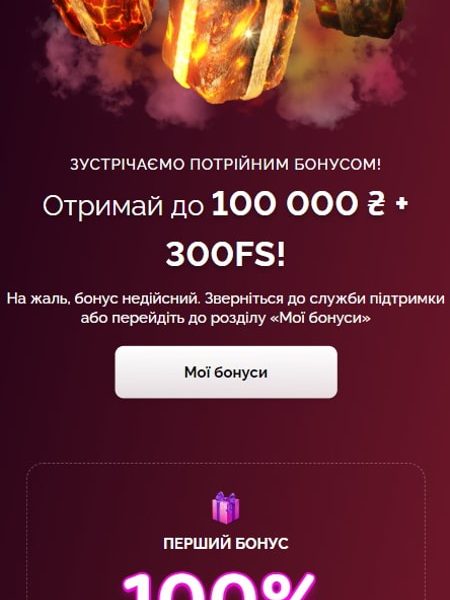 ЗУСТРІЧАЄМО ПОТРІЙНИМ БОНУСОМ!
Отримай до 100 000 ₴ +
300FS!
На жаль, бонус недійсний. Зверніться до служби підтримки
або перейдіть до розділу «Мої бонуси»
Мої бонуси
ПЕРШИЙ БОНУС
100%